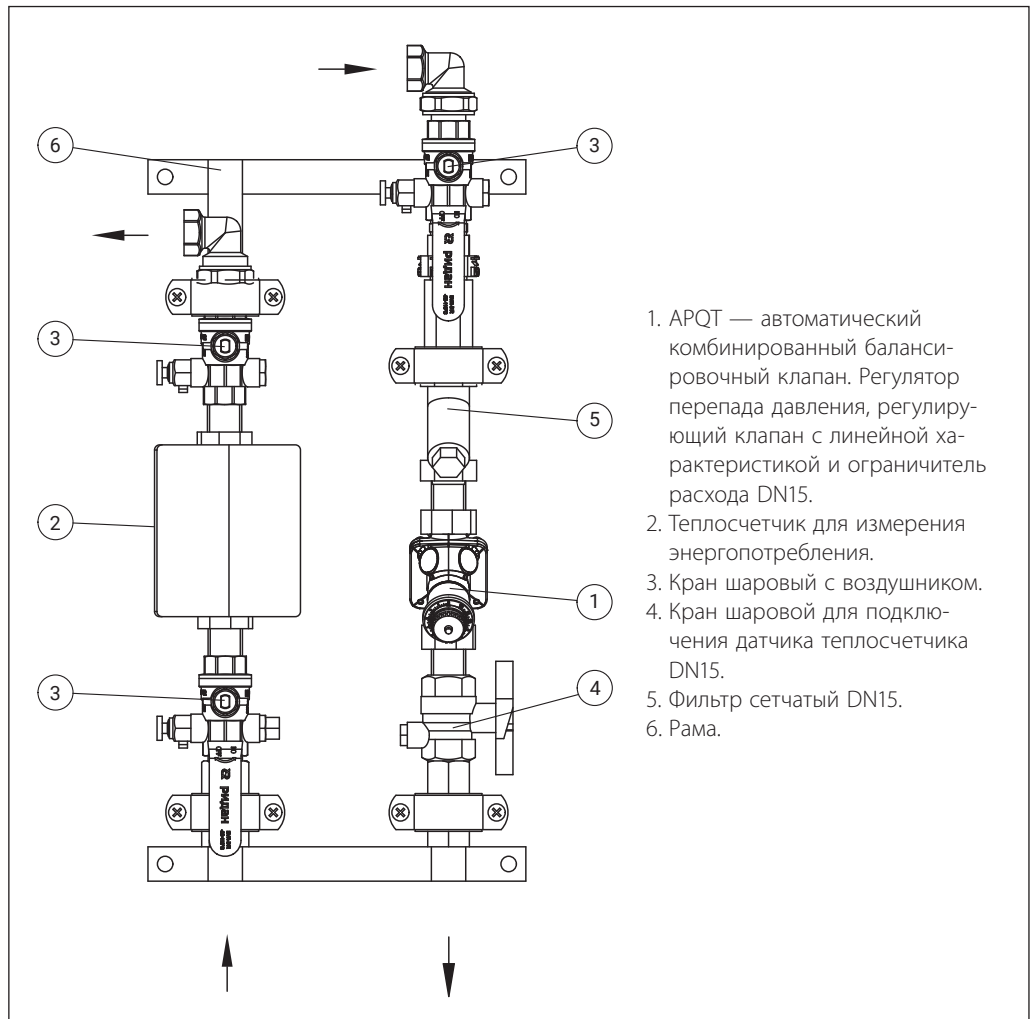 6
3
3
5
2
1
3
4
РИДАН
РИДАН
1. APQT — автоматический
комбинированный баланси-
ровочный клапан. Регулятор
перепада давления, регулиру-
ющий клапан с линейной ха-
рактеристикой и ограничитель
расхода DN15.
2. Теплосчетчик для измерения
энергопотребления.
3. Кран шаровый с воздушником.
4. Кран шаровой для подклю-
чения датчика теплосчетчика
DN15.
5. Фильтр сетчатый DN15.
6. Рама.